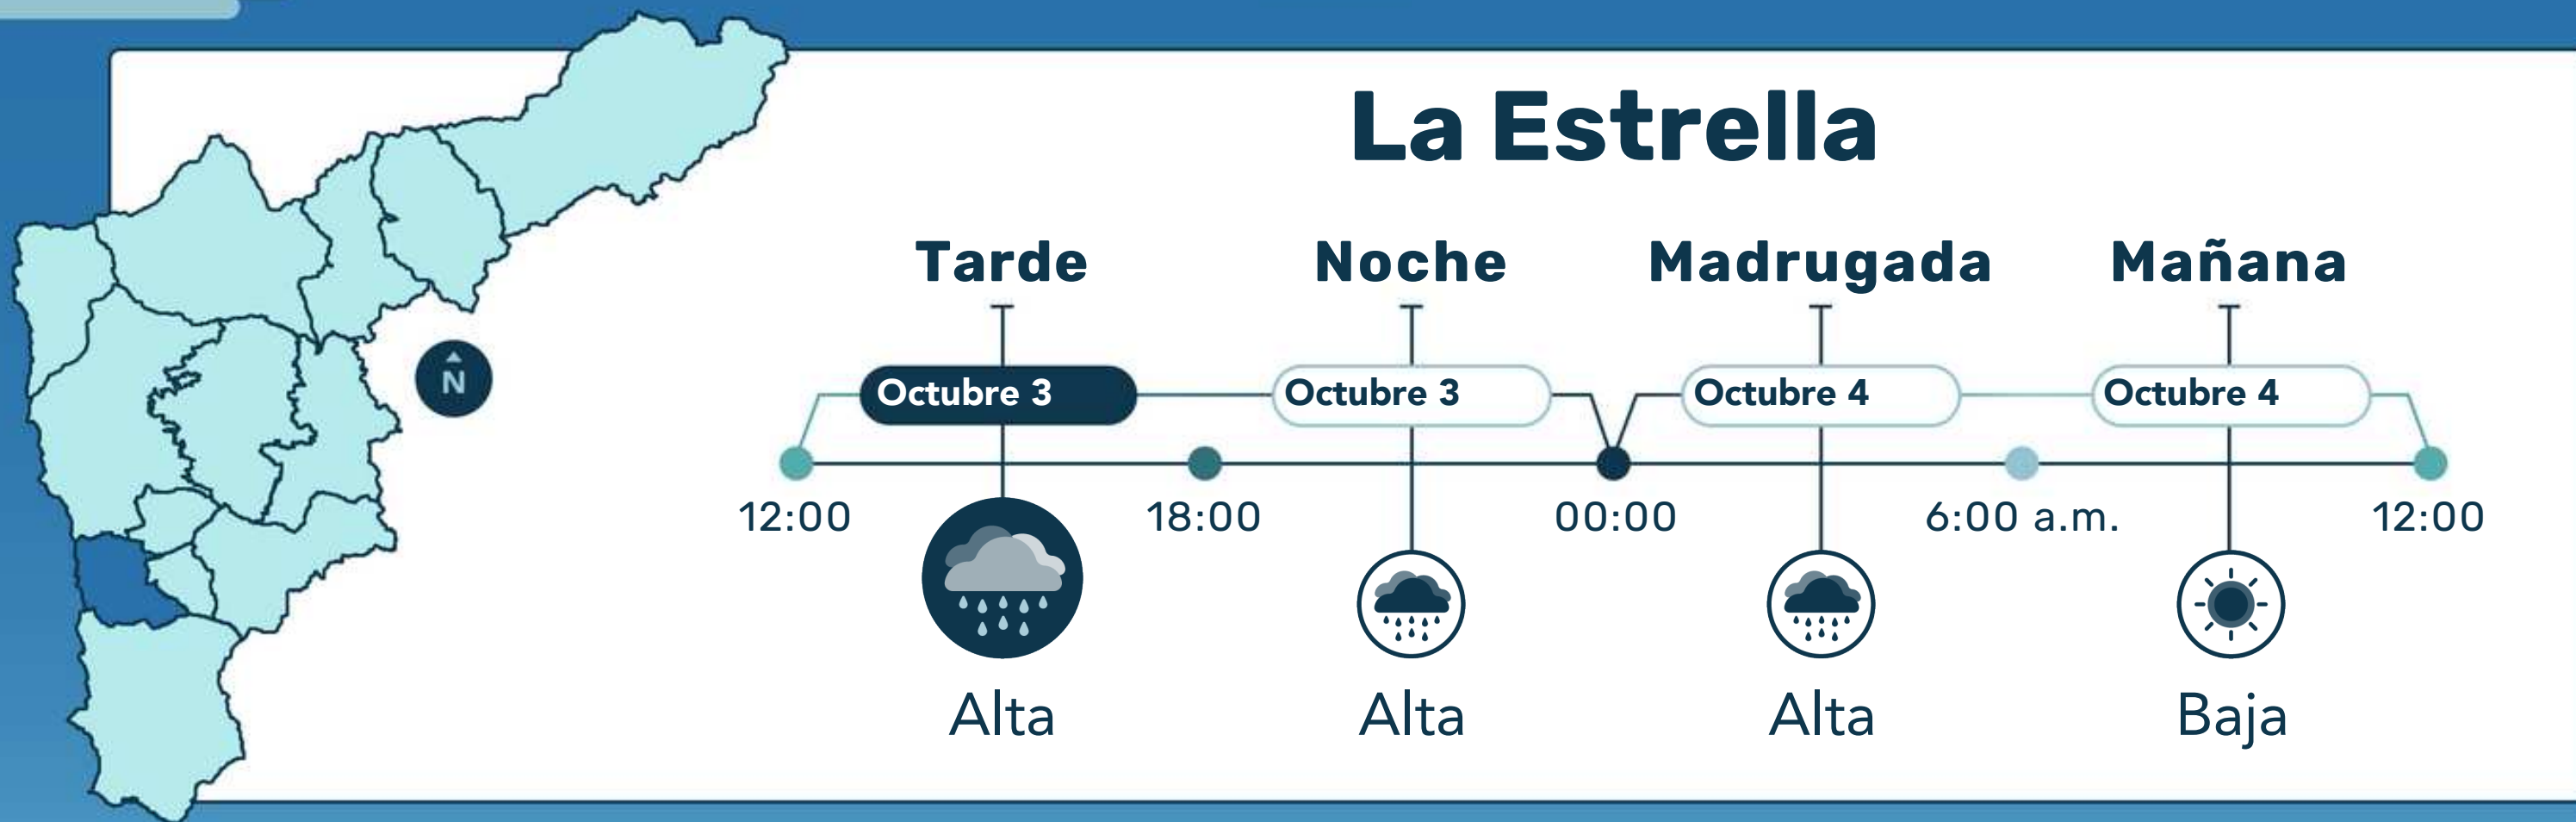 La Estrella
Tarde Noche Madrugada Mañana
N
Octubre 3 Octubre 3 Octubre 4 Octubre 4
12:00 18:00 00:00 6:00 a.m. 12:00
Alta Alta Alta Baja